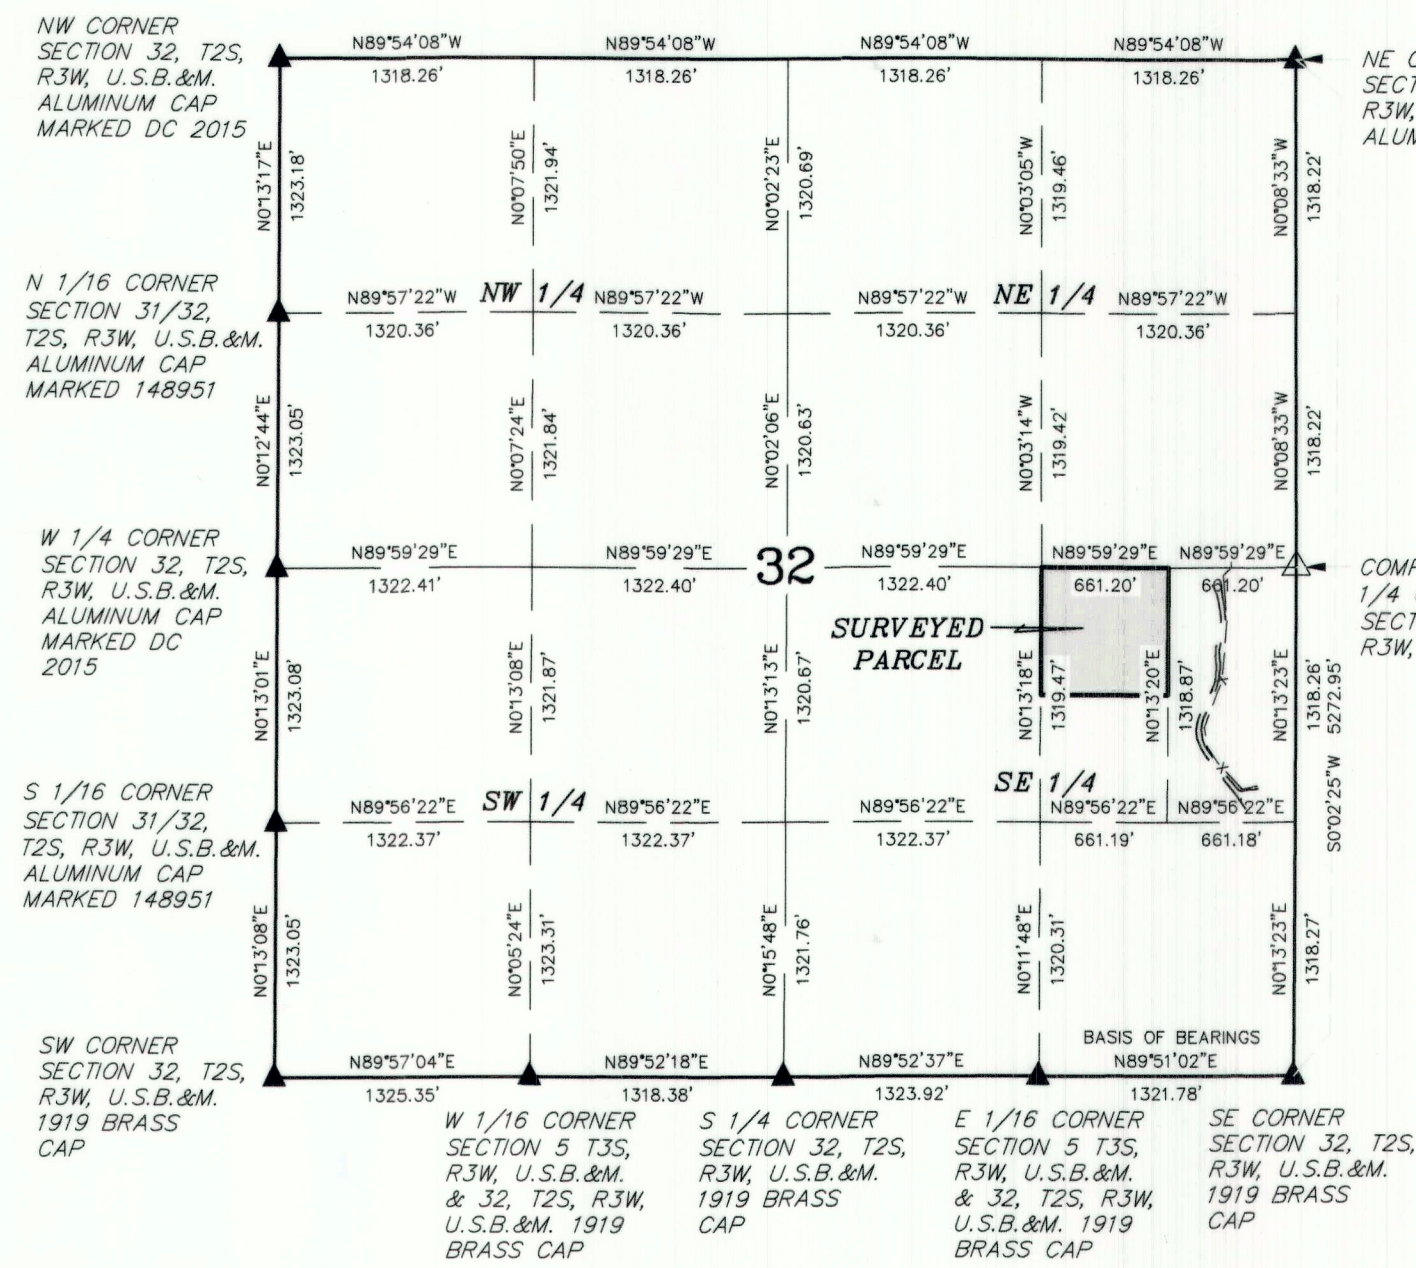 NW CORNER
SECTION 32, T2S,
R3W, U.S.B.&M.
ALUMINUM CAP
MARKED DC 2015
N89°54'08"W
1318.26'
N89°54'08"W
1318.26'
N89°54'08"W
1318.26'
N89°54'08"W
1318.26'
NE
SECT
R3W,
ALUM
N0°13'17"E
1323.18'
N0°07'50"E
1321.94'
N0°02'23"E
1320.69'
N0°03'05"W
1319.46'
N0°08'33"W
1318.22'
N 1/16 CORNER
SECTION 31/32,
T2S, R3W, U.S.B.&M.
ALUMINUM CAP
MARKED 148951
N89°57'22"W
1320.36'
NW 1/4
N89°57'22"W
1320.36'
N89°57'22"W
1320.36'
NE 1/4
N89°57'22"W
1320.36'
N0°12'44"E
1323.05'
N0°07'24"E
1321.84'
N0°02'06"E
1320.63'
N0°03'14"W
1319.42'
N0°08'33"W
1318.22'
W 1/4 CORNER
SECTION 32, T2S,
R3W, U.S.B.&M.
ALUMINUM CAP
MARKED DC
2015
N89°59'29"E
1322.41'
N89°59'29"E
1322.40'
32
N89°59'29"E
1322.40'
N89°59'29"E
661.20'
N89°59'29"E
661.20'
COMP
1/4
SECT
R3W,
SURVEYED
PARCEL
N0°13'01"E
1323.08'
N0°13'08"E
1321.87'
N0°13'13"E
1320.67'
N0°13'18"E
1319.47'
N0°13'20"E
1318.87'
N0°13'23"E
1318.26'
S0°02'25"W 5272.95'
S 1/16 CORNER
SECTION 31/32,
T2S, R3W, U.S.B.&M.
ALUMINUM CAP
MARKED 148951
N89°56'22"E
1322.37'
SW 1/4
N89°56'22"E
1322.37'
N89°56'22"E
1322.37'
SE 1/4
N89°56'22"E
661.19'
N89°56'22"E
661.18'
N0°13'08"E
1323.05'
N0°05'24"E
1323.31'
N0°15'48"E
1321.76'
N0°11'48"E
1320.31'
N0°13'23"E
1318.27'
SW CORNER
SECTION 32, T2S,
R3W, U.S.B.&M.
1919 BRASS
CAP
N89°57'04"E
1325.35'
N89°52'18"E
1318.38'
N89°52'37"E
1323.92'
BASIS OF BEARINGS
N89°51'02"E
1321.78'
W 1/16 CORNER
SECTION 5 T3S,
R3W, U.S.B.&M.
& 32, T2S, R3W,
U.S.B.&M. 1919
BRASS CAP
S 1/4 CORNER
SECTION 32, T2S,
R3W, U.S.B.&M.
1919 BRASS
CAP
E 1/16 CORNER
SECTION 5 T3S,
R3W, U.S.B.&M.
& 32, T2S, R3W,
U.S.B.&M. 1919
BRASS CAP
SE CORNER
SECTION 32, T2S,
R3W, U.S.B.&M.
1919 BRASS
CAP